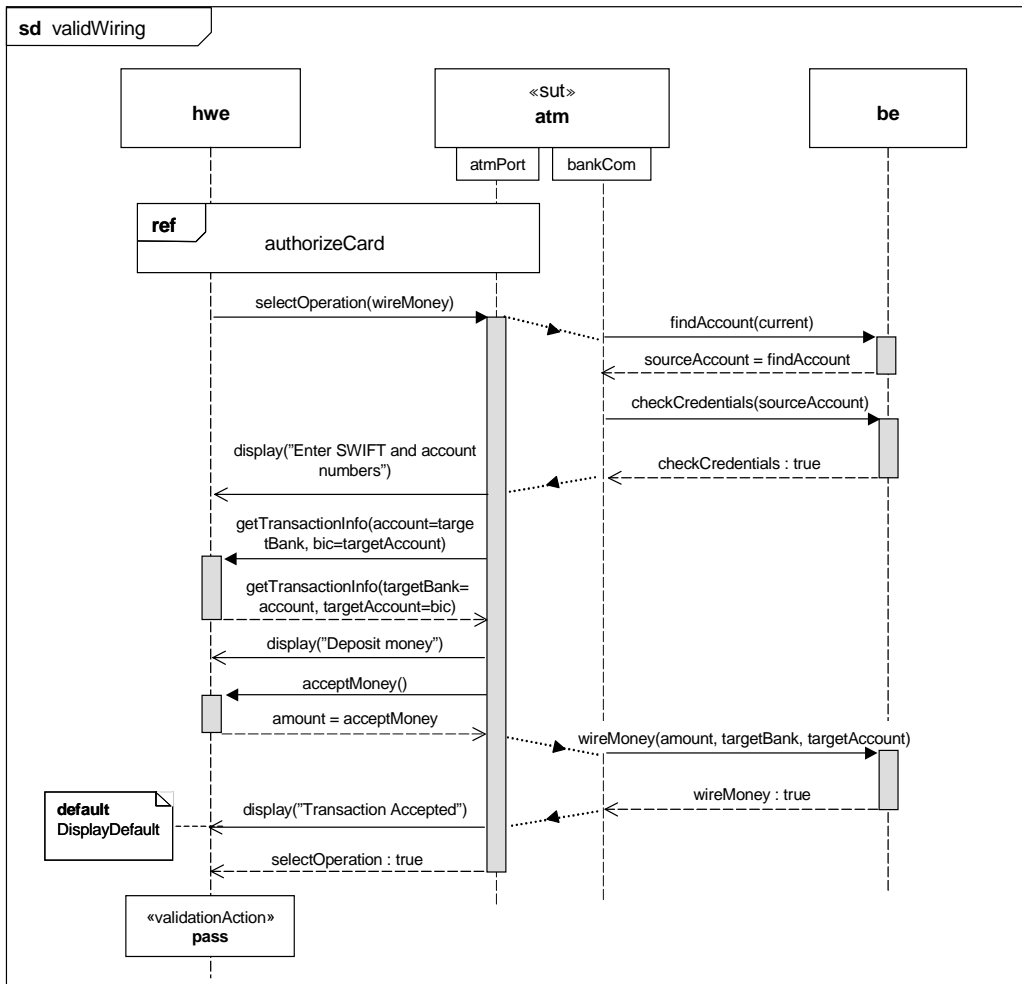 sd validWiring
hwe
«sut»
atm
be
atmPort
bankCom
ref
authorizeCard
selectOperation(wireMoney)
findAccount(current)
sourceAccount = findAccount
checkCredentials(sourceAccount)
display(”Enter SWIFT and account
numbers”)
checkCredentials : true
getTransactionInfo(account=targe
tBank, bic=targetAccount)
getTransactionInfo(targetBank=
account, targetAccount=bic)
display(”Deposit money”)
acceptMoney()
amount = acceptMoney
wireMoney(amount, targetBank, targetAccount)
wireMoney : true
default
DisplayDefault
display(”Transaction Accepted”)
selectOperation : true
«validationAction»
pass